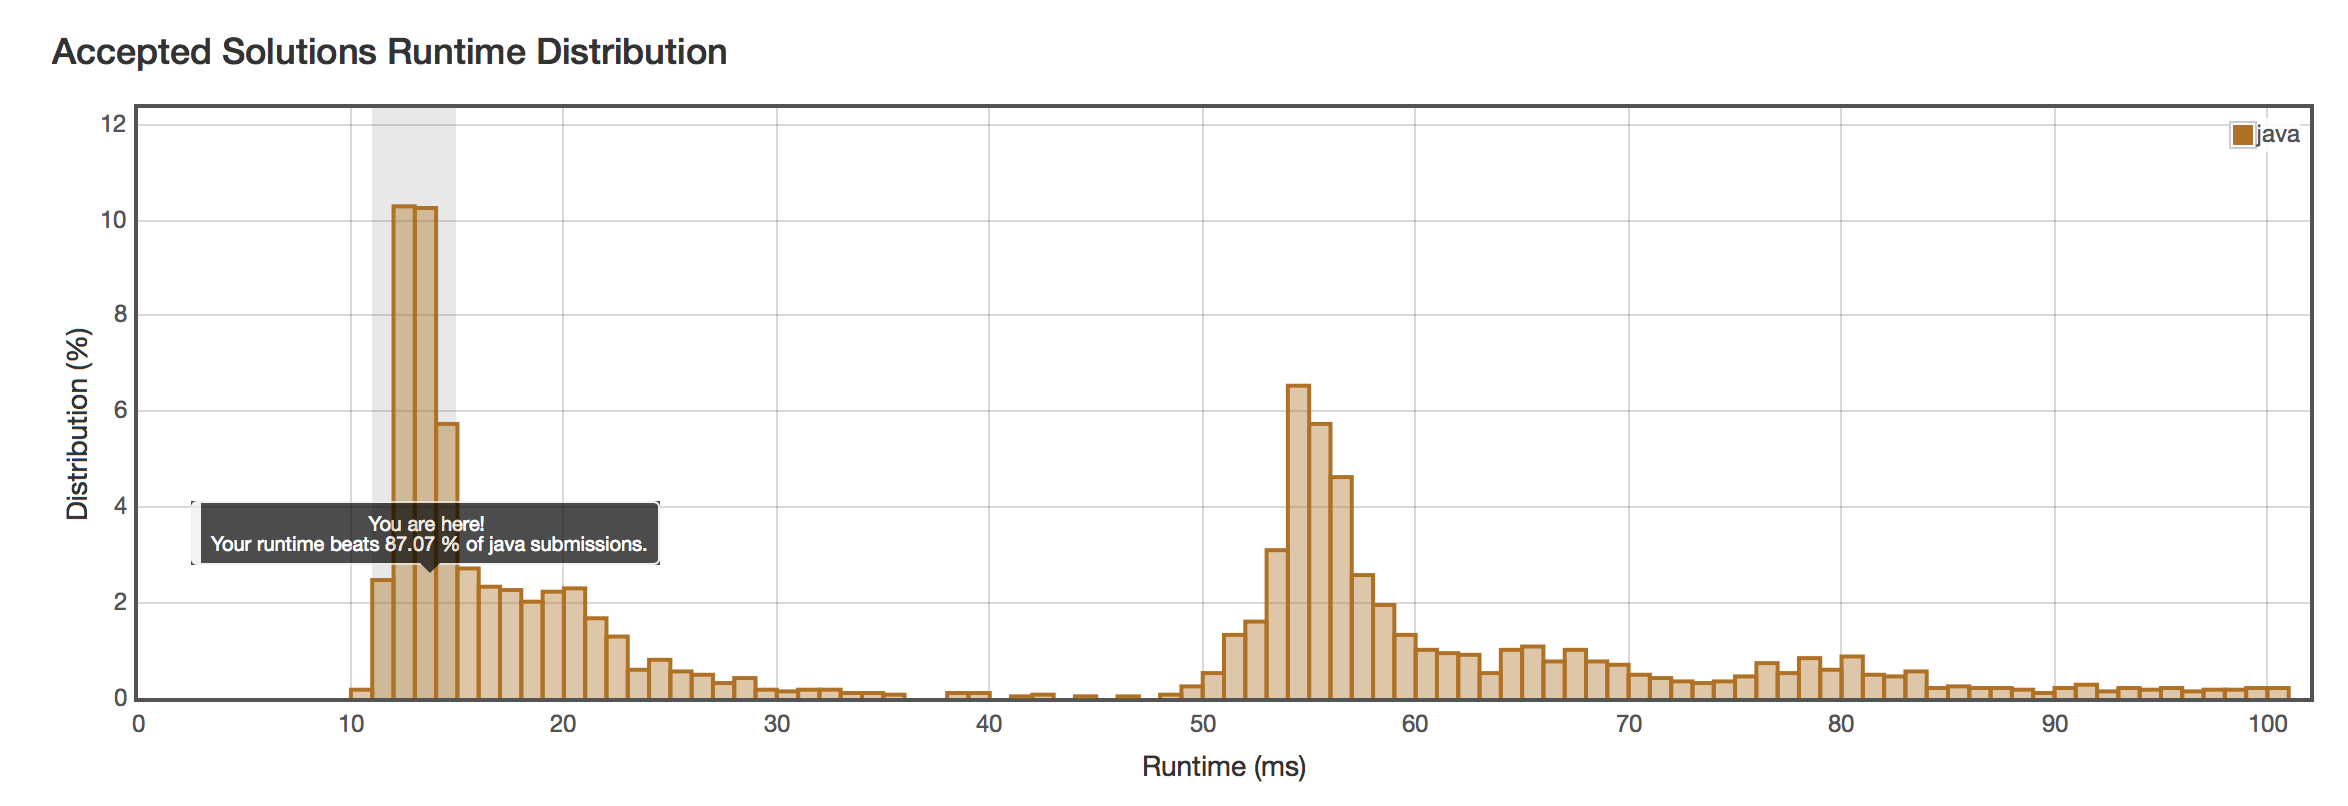 Accepted Solutions Runtime Distribution
12
10
8
6
4
2
0
Distribution (%)
java
You are here!
Your runtime beats 87.07 % of java submissions.
0 10 20 30 40 50 60 70 80 90 100
Runtime (ms)